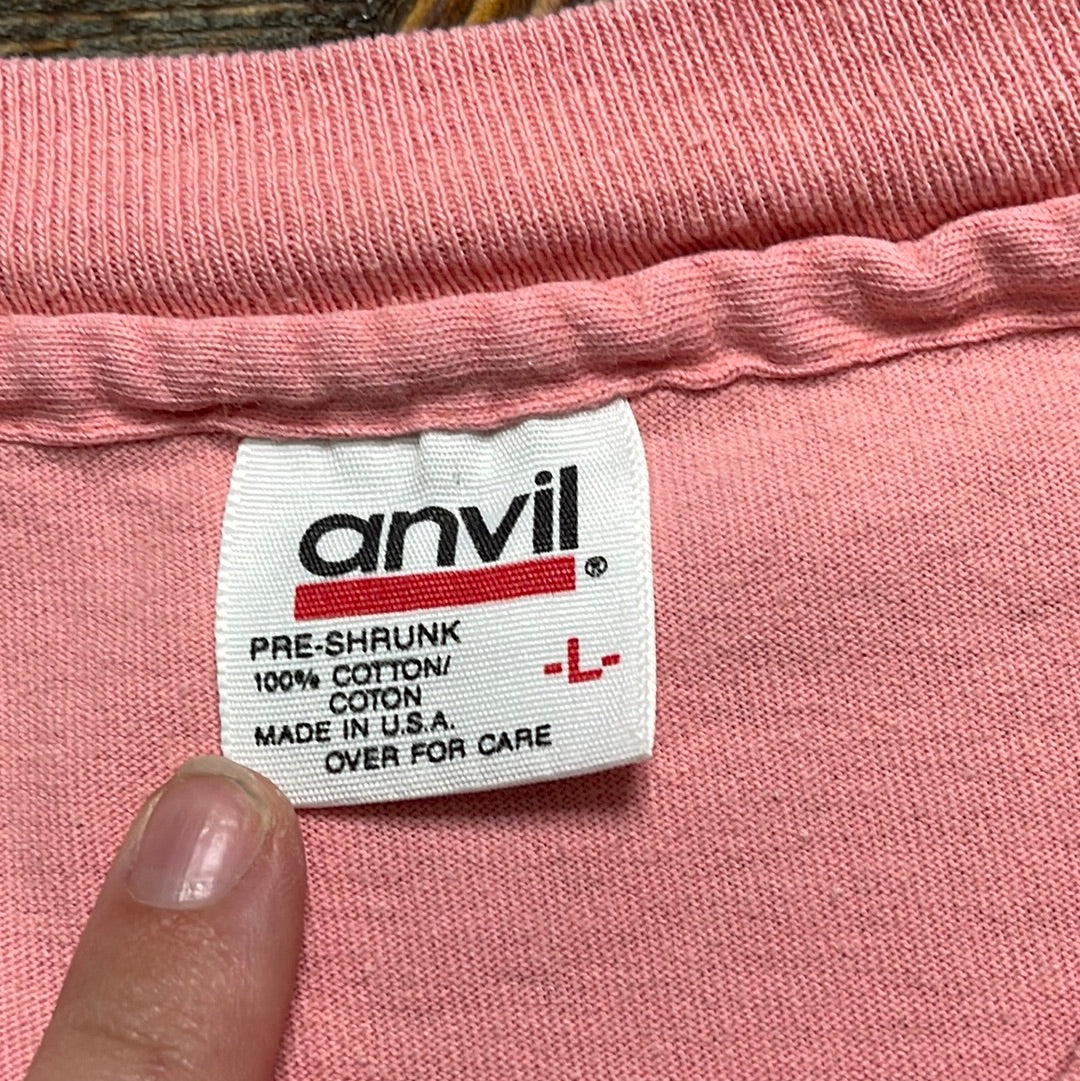 anvil®
PRE-SHRUNK
100% COTTON/
-L-
COTON
MADE IN U.S.A.
OVER FOR CARE